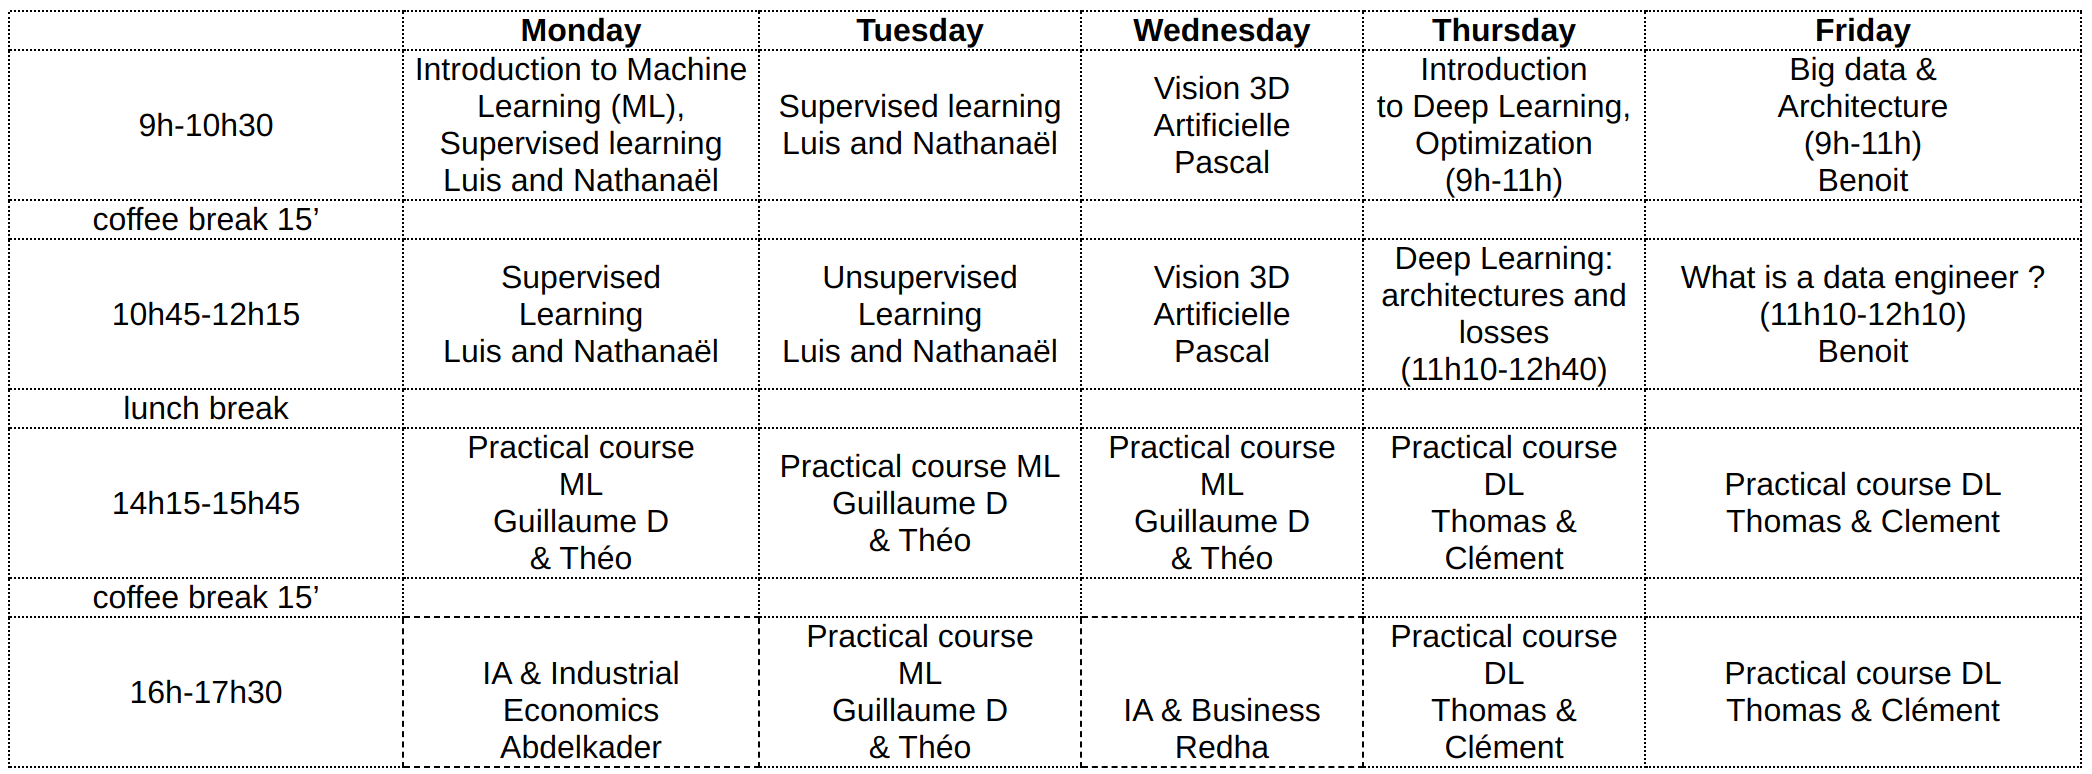 Monday Tuesday Wednesday Thursday Friday
9h-10h30
Introduction to Machine
Learning (ML),
Supervised learning
Luis and Nathanaël
Supervised learning
Luis and Nathanaël
Vision 3D
Artificielle
Pascal
Introduction
to Deep Learning,
Optimization
(9h-11h)
Big data &
Architecture
(9h-11h)
Benoit
coffee break 15’
10h45-12h15
Supervised
Learning
Luis and Nathanaël
Unsupervised
Learning
Luis and Nathanaël
Vision 3D
Artificielle
Pascal
Deep Learning:
architectures and
losses
(11h10-12h40)
What is a data engineer ?
(11h10-12h10)
Benoit
lunch break
14h15-15h45
Practical course
ML
Guillaume D
& Théo
Practical course ML
Guillaume D
& Théo
Practical course
ML
Guillaume D
& Théo
Practical course
DL
Thomas &
Clément
Practical course DL
Thomas & Clement
coffee break 15’
16h-17h30
IA & Industrial
Economics
Abdelkader
Practical course
ML
Guillaume D
& Théo
IA & Business
Redha
Practical course
DL
Thomas &
Clément
Practical course DL
Thomas & Clément